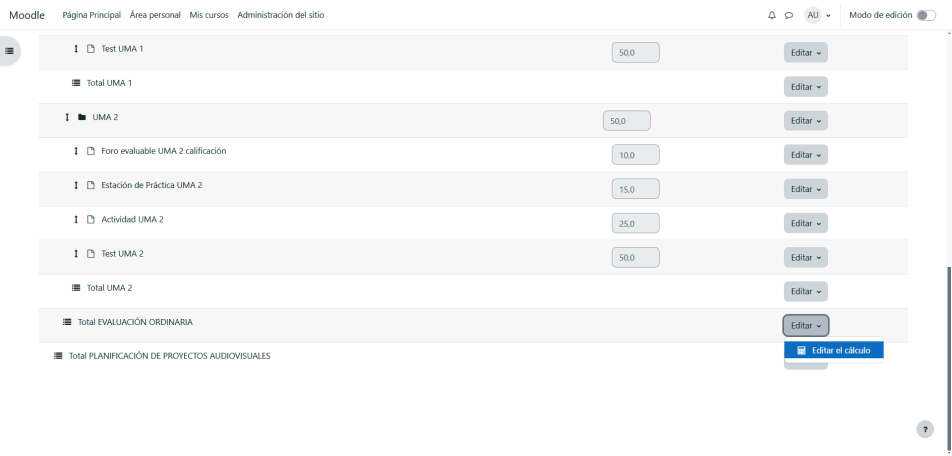 Moodle Página Principal Área personal Mis cursos Administración del sitio AU Modo de edición
Test UMA 1 50,0 Editar
Total UMA 1 Editar
UMA 2 50,0 Editar
Foro evaluable UMA 2 calificación 10,0 Editar
Estación de Práctica UMA 2 15,0 Editar
Actividad UMA 2 25,0 Editar
Test UMA 2 50,0 Editar
Total UMA 2 Editar
Total EVALUACIÓN ORDINARIA Editar
Editar el cálculo
Total PLANIFICACIÓN DE PROYECTOS AUDIOVISUALES
?